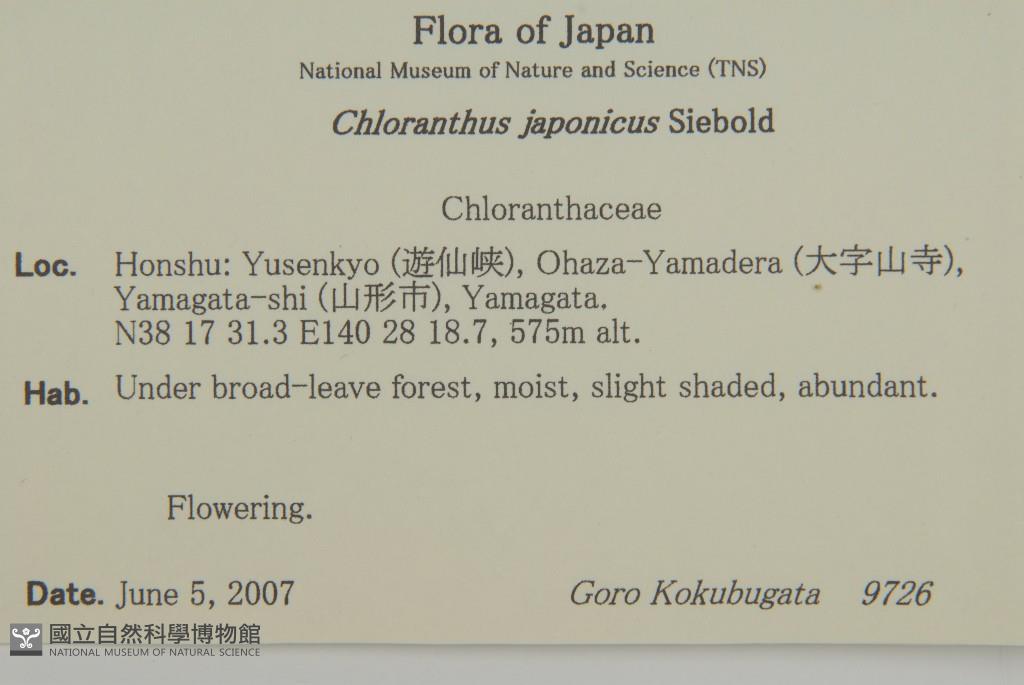 Flora of Japan
National Museum of Nature and Science (TNS)
Chloranthus japonicus Siebold
Chloranthaceae
Loc. Honshu: Yusenkyo (遊仙峡), Ohaza-Yamadera (大字山寺),
Yamagata-shi (山形市), Yamagata.
N38 17 31.3 E140 28 18.7, 575m alt.
Hab. Under broad-leave forest, moist, slight shaded, abundant.
Flowering.
Date. June 5, 2007 Goro Kokubugata 9726
國立自然科學博物館
NATIONAL MUSEUM OF NATURAL SCIENCE